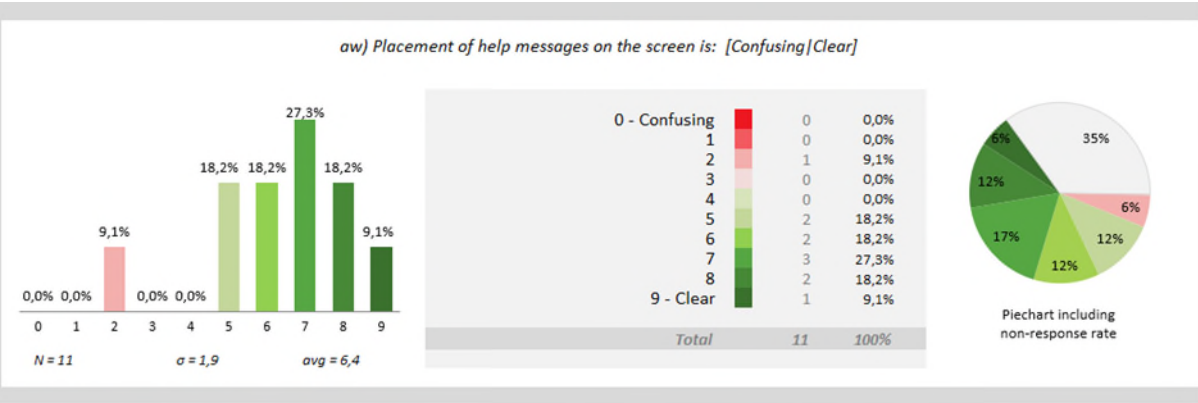 aw) Placement of help messages on the screen is: [Confusing|Clear]
27,3%
18,2% 18,2% 18,2%
9,1% 9,1%
0,0% 0,0% 0,0% 0,0%
0 1 2 3 4 5 6 7 8 9
N = 11 σ = 1,9 avg = 6,4
0 - Confusing 0 0,0%
1 0 0,0%
2 1 9,1%
3 0 0,0%
4 0 0,0%
5 2 18,2%
6 2 18,2%
7 3 27,3%
8 2 18,2%
9 - Clear 1 9,1%
Total 11 100%
35%
6%
12%
12%
17%
12%
6%
Piechart including
non-response rate